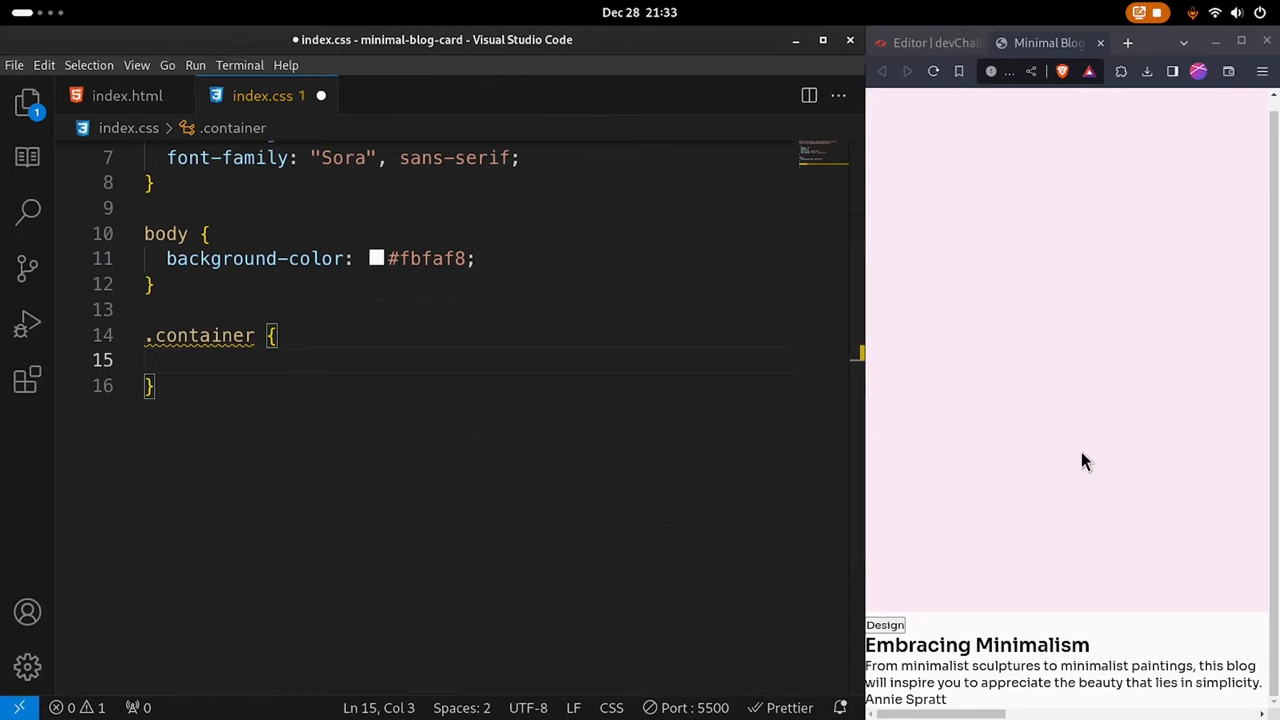 Dec 28 21:33
index.css - minimal-blog-card - Visual Studio Code
File Edit Selection View Go Run Terminal Help
index.html
index.css 1
index.css > .container
7 font-family: "Sora", sans-serif;
8 }
9
10 body {
11 background-color: #fbfaf8;
12 }
13
14 .container {
15
16 }
1
0 1 0
Ln 15, Col 3 Spaces: 2 UTF-8 LF CSS Port : 5500 Prettier
Editor | devChal
Minimal Blog
Design
Embracing Minimalism
From minimalist sculptures to minimalist paintings, this blog
will inspire you to appreciate the beauty that lies in simplicity.
Annie Spratt